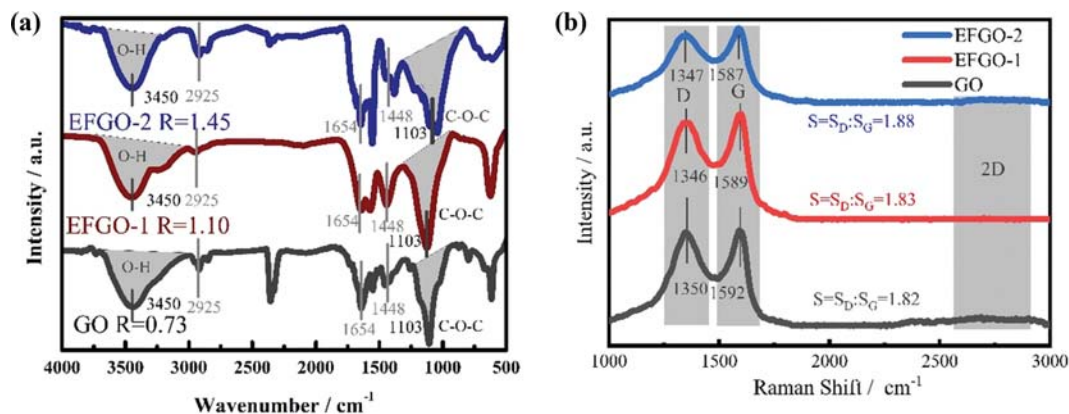 (a)
Intensity / a.u.
O-H
3450
2925
EFGO-2 R=1.45
1654
1448
1103
C-O-C
O-H
3450
2925
EFGO-1 R=1.10
1654
1448
1103
C-O-C
O-H
3450
2925
GO R=0.73
1654
1448
1103
C-O-C
4000 3500 3000 2500 2000 1500 1000 500
Wavenumber / cm-1
(b)
Intensity / a.u.
EFGO-2
EFGO-1
GO
1347 1587
D G
S=SD:SG=1.88
2D
1346 1589
S=SD:SG=1.83
1350 1592
S=SD:SG=1.82
1000 1500 2000 2500 3000
Raman Shift / cm-1